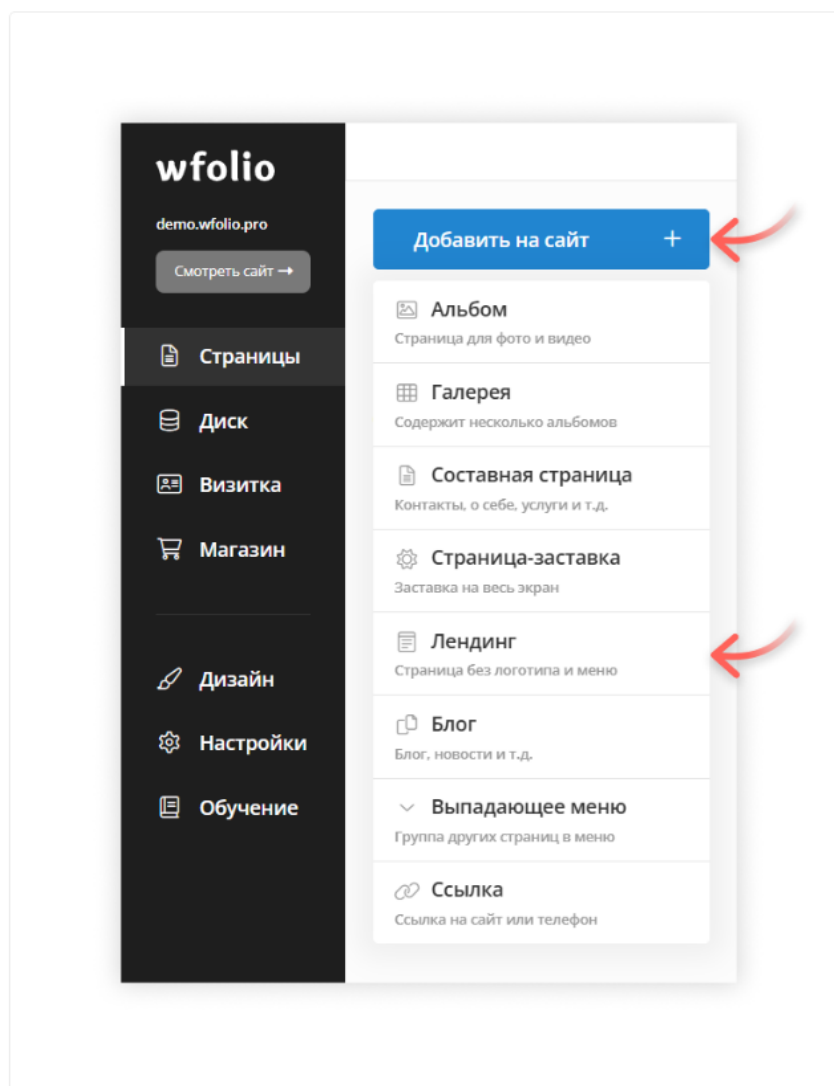 wfolio
demo.wfolio.pro
Смотреть сайт →
Страницы
Диск
Визитка
Магазин
Дизайн
Настройки
Обучение
Добавить на сайт +
Альбом
Страница для фото и видео
Галерея
Содержит несколько альбомов
Составная страница
Контакты, о себе, услуги и т.д.
Страница-заставка
Заставка на весь экран
Лендинг
Страница без логотипа и меню
Блог
Блог, новости и т.д.
Выпадающее меню
Группа других страниц в меню
Ссылка
Ссылка на сайт или телефон